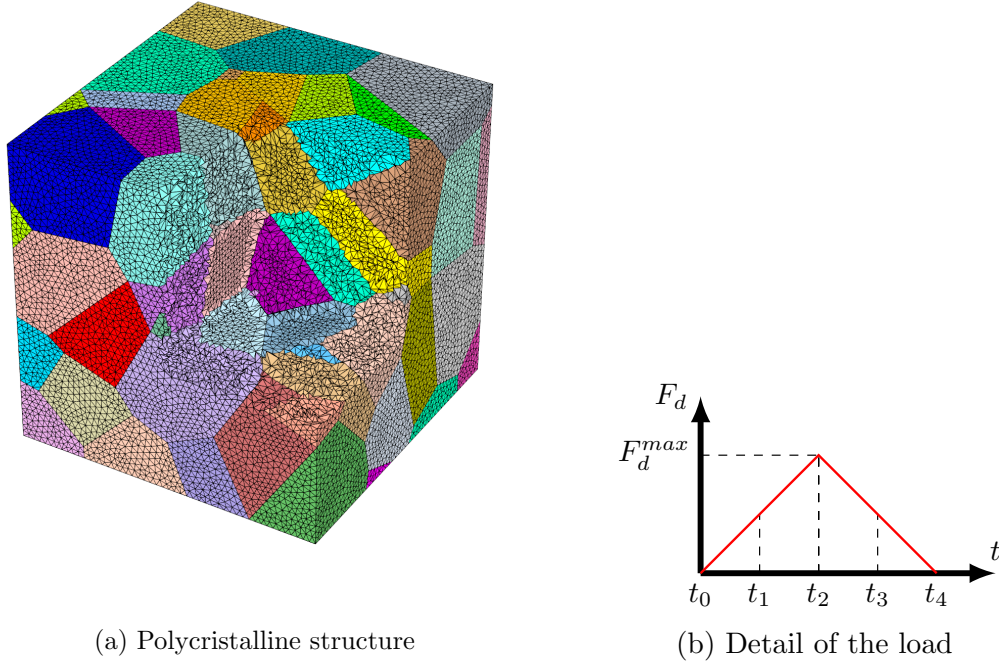 F_d
F_d^{max}
t
t_0 t_1 t_2 t_3 t_4
(a) Polycristalline structure
(b) Detail of the load